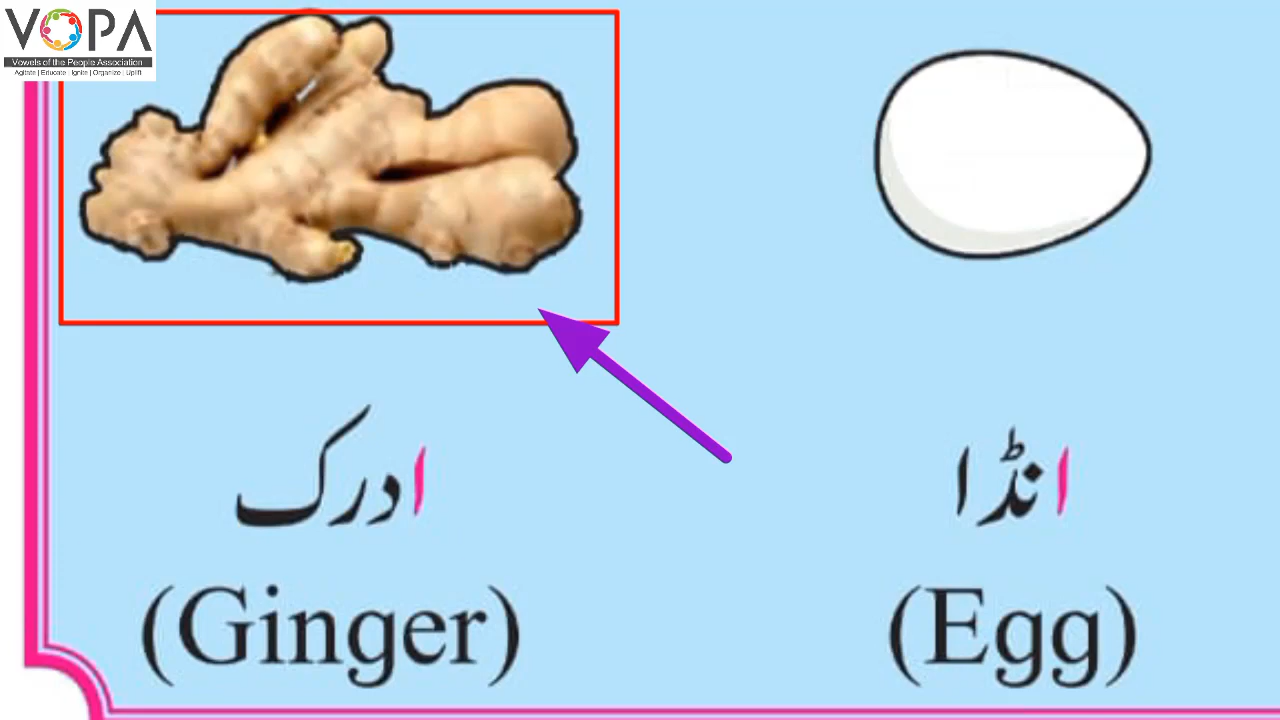 VOPA
Vowels of the People Association
Agitate | Educate | Ignite | Organize | Uplift
انڈا
ادرک
(Ginger)
(Egg)